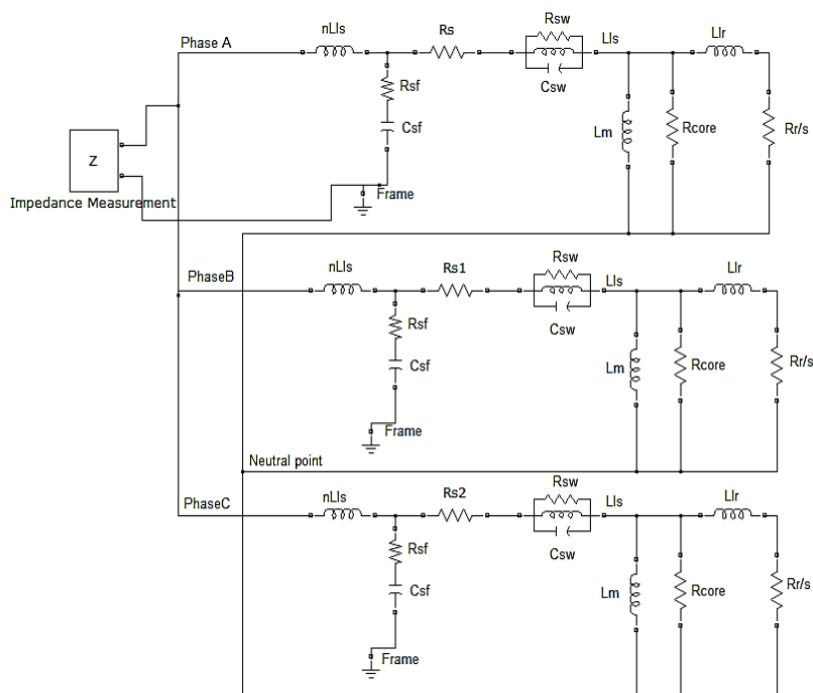 nLls
Rs
Rsw
Lls
Llr
Phase A
Rsf
Csw
Csf
Lm
Rcore
Rr/s
Z
Impedance Measurement
Frame
PhaseB
nLls
Rs1
Rsw
Lls
Llr
Rsf
Csw
Csf
Lm
Rcore
Rr/s
Frame
Neutral point
PhaseC
nLls
Rs2
Rsw
Lls
Llr
Rsf
Csw
Csf
Lm
Rcore
Rr/s
Frame